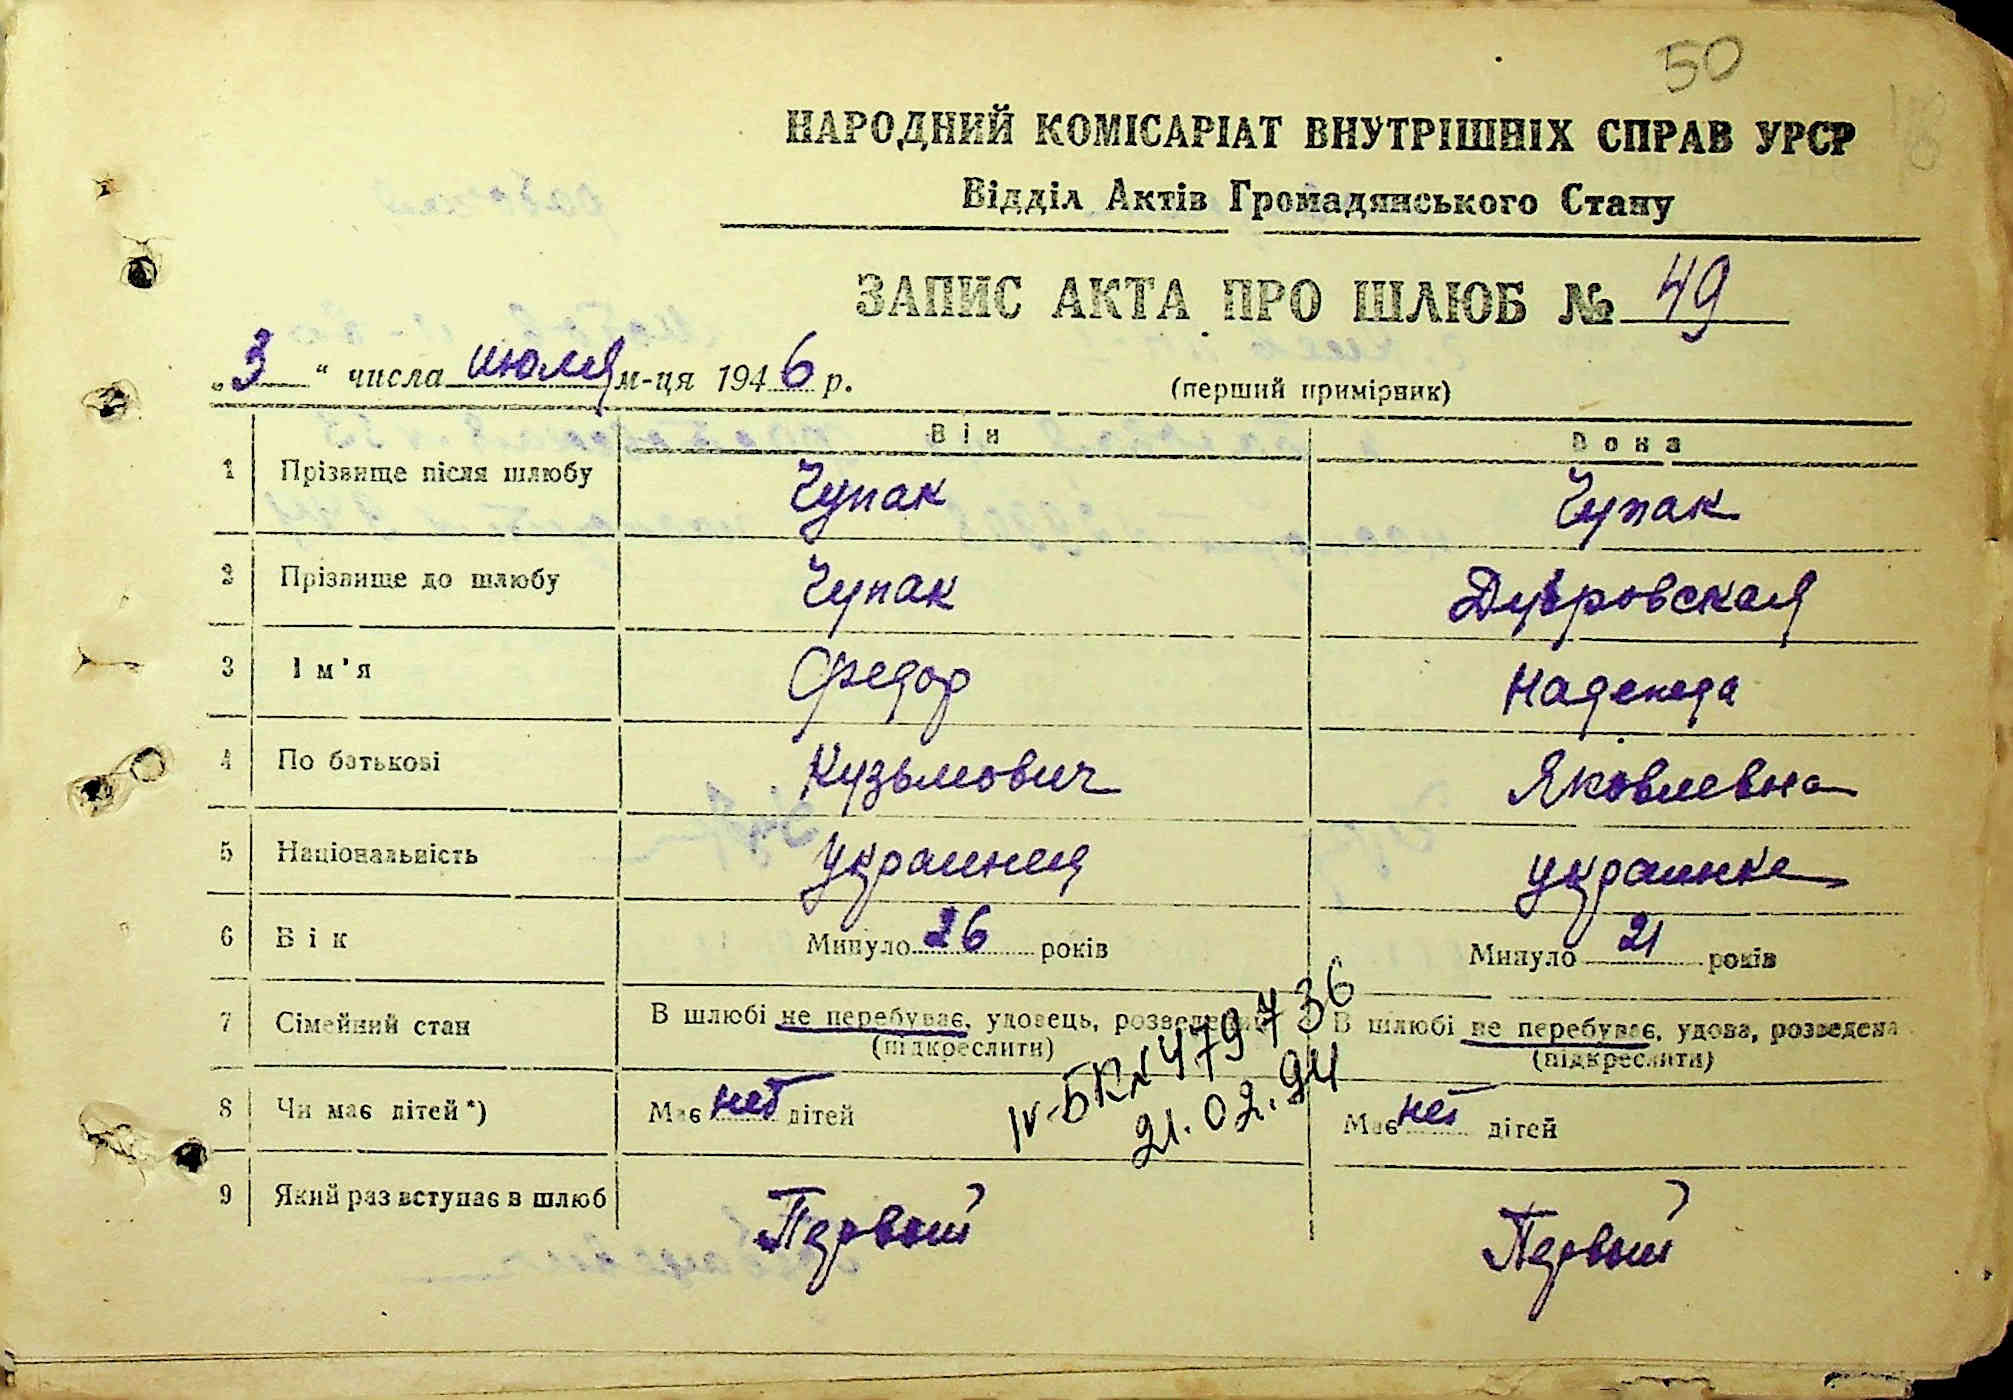 50
НАРОДНИЙ КОМІСАРІАТ ВНУТРІШНІХ СПРАВ УРСР
Відділ Актів Громадянського Стану
ЗАПИС АКТА ПРО ШЛЮБ № 49
„3“ числа июля м-ця 1946 р. (перший примірник)
Він Вона
1 Прізвище після шлюбу Чупак Чупак
2 Прізвище до шлюбу Чупак Дубровская
3 Ім'я Федор Надежда
4 По батькові Кузьмович Яковлевна
5 Національність украинец украинка
6 Вік Минуло 26 років Минуло 21 років
7 Сімейний стан В шлюбі не перебуває, удовець, розведений В шлюбі не перебуває, удова, розведена
(підкреслити) (підкреслити)
8 Чи має дітей*) Має нет дітей Має нет дітей
IV-БК№479736
21.02.94
9 Який раз вступає в шлюб Первый Первый